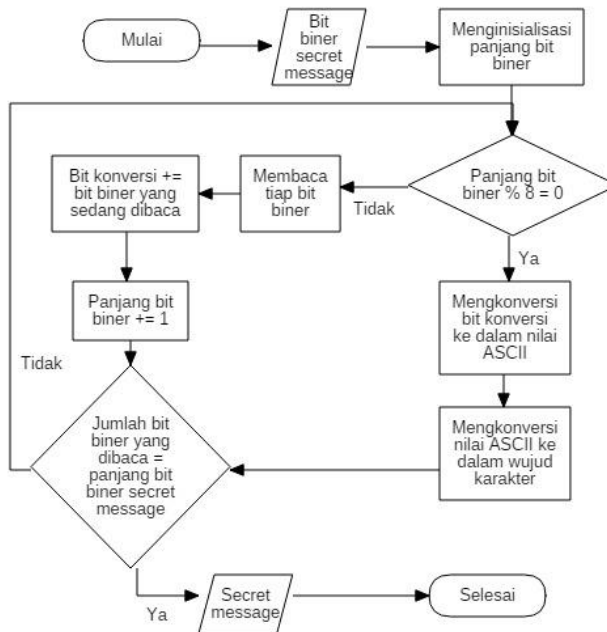 Mulai
Bit
biner
secret
message
Menginisialisasi
panjang bit
biner
Panjang bit
biner % 8 = 0
Tidak
Membaca
tiap bit
biner
Bit konversi +=
bit biner yang
sedang dibaca
Panjang bit
biner += 1
Ya
Mengkonversi
bit konversi
ke dalam nilai
ASCII
Mengkonversi
nilai ASCII ke
dalam wujud
karakter
Tidak
Jumlah bit
biner yang
dibaca =
panjang bit
biner secret
message
Ya
Secret
message
Selesai